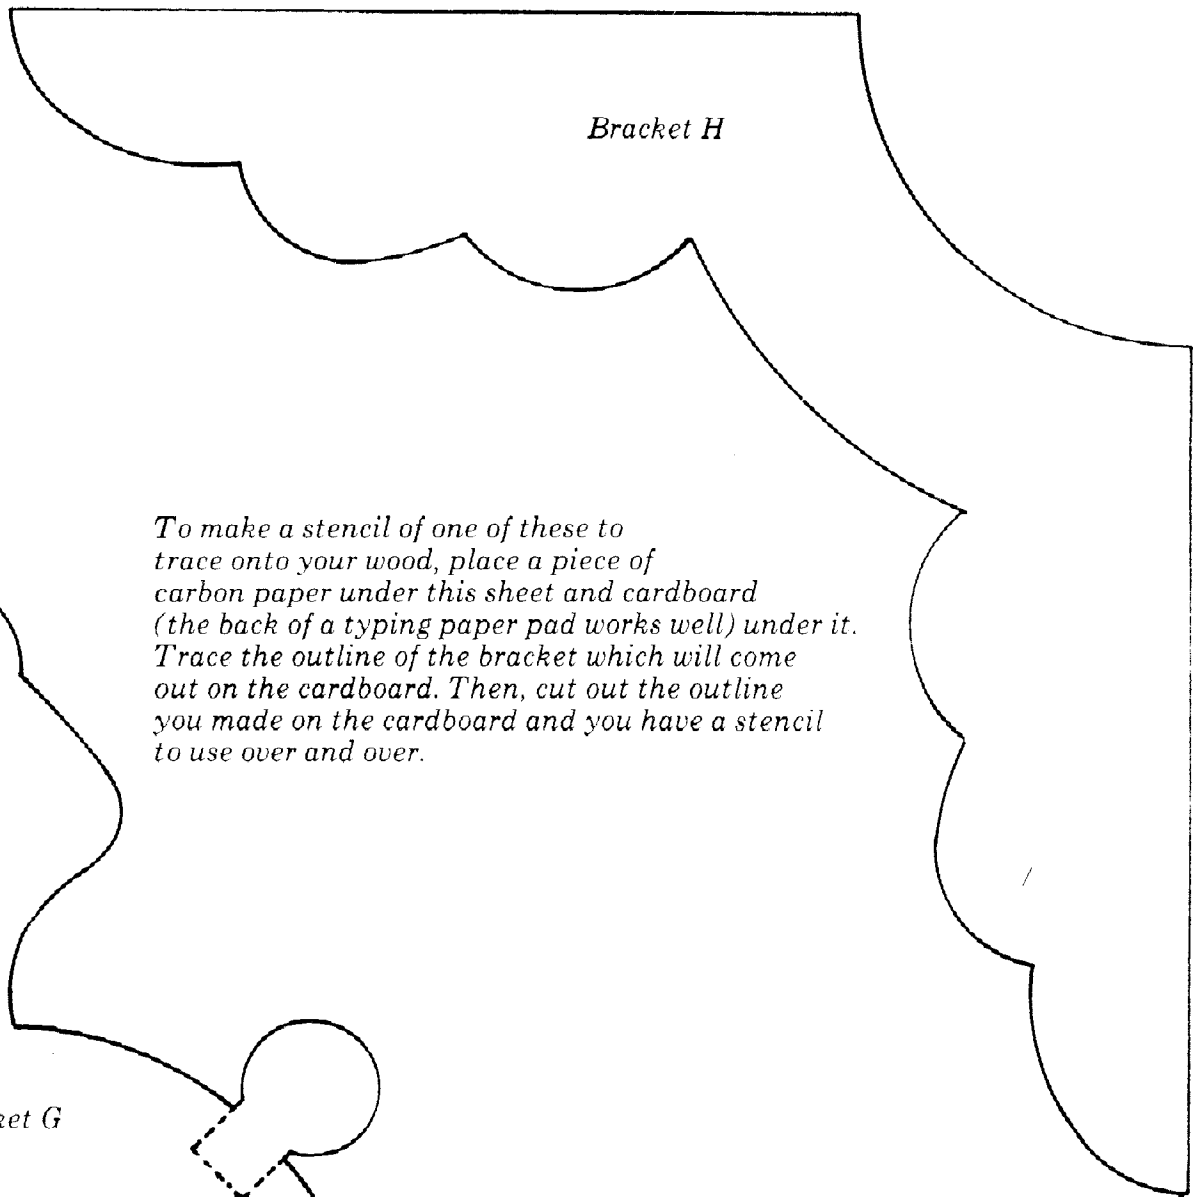 Bracket H
To make a stencil of one of these to
trace onto your wood, place a piece of
carbon paper under this sheet and cardboard
(the back of a typing paper pad works well) under it.
Trace the outline of the bracket which will come
out on the cardboard. Then, cut out the outline
you made on the cardboard and you have a stencil
to use over and over.
ket G